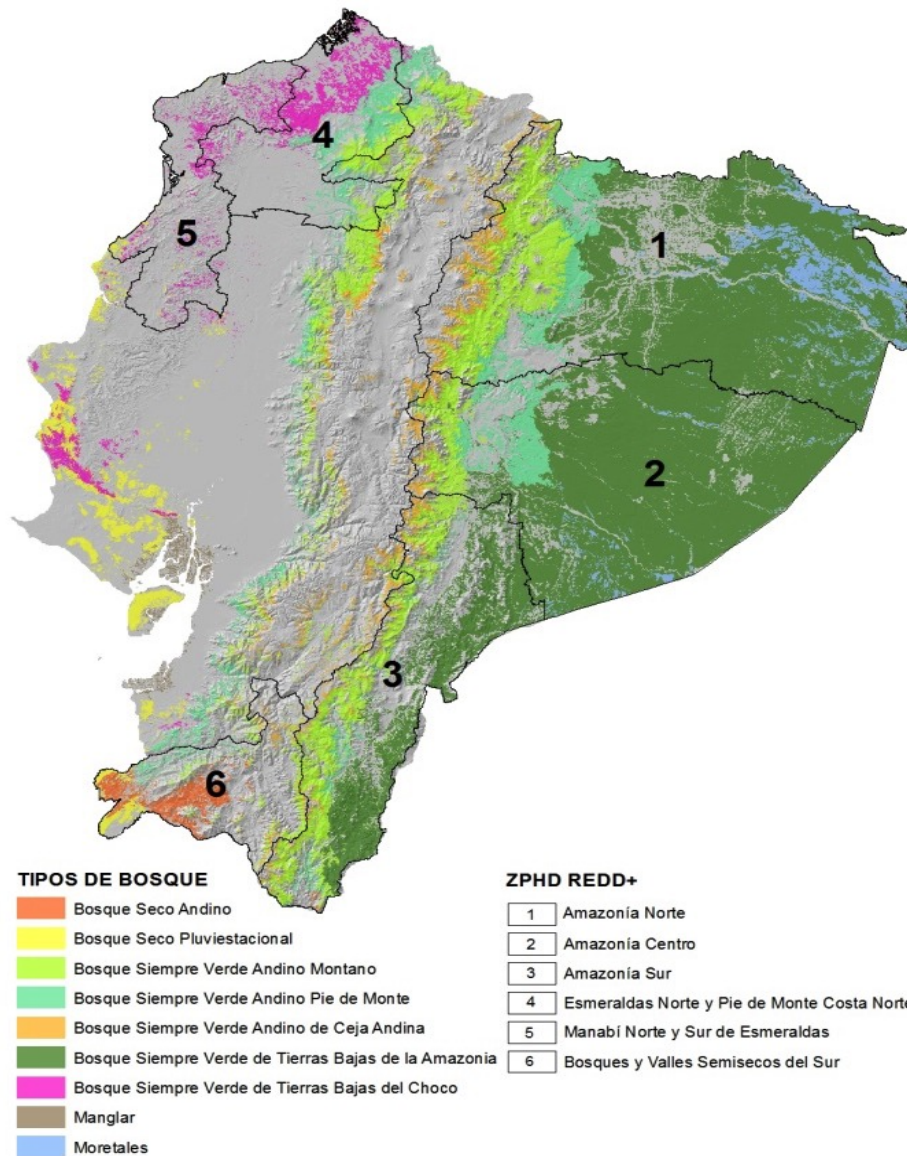 4
5
1
2
3
6
TIPOS DE BOSQUE
Bosque Seco Andino
Bosque Seco Pluviestacional
Bosque Siempre Verde Andino Montano
Bosque Siempre Verde Andino Pie de Monte
Bosque Siempre Verde Andino de Ceja Andina
Bosque Siempre Verde de Tierras Bajas de la Amazonia
Bosque Siempre Verde de Tierras Bajas del Choco
Manglar
Moretales
ZPHD REDD+
1 Amazonía Norte
2 Amazonía Centro
3 Amazonía Sur
4 Esmeraldas Norte y Pie de Monte Costa Norte
5 Manabí Norte y Sur de Esmeraldas
6 Bosques y Valles Semisecos del Sur